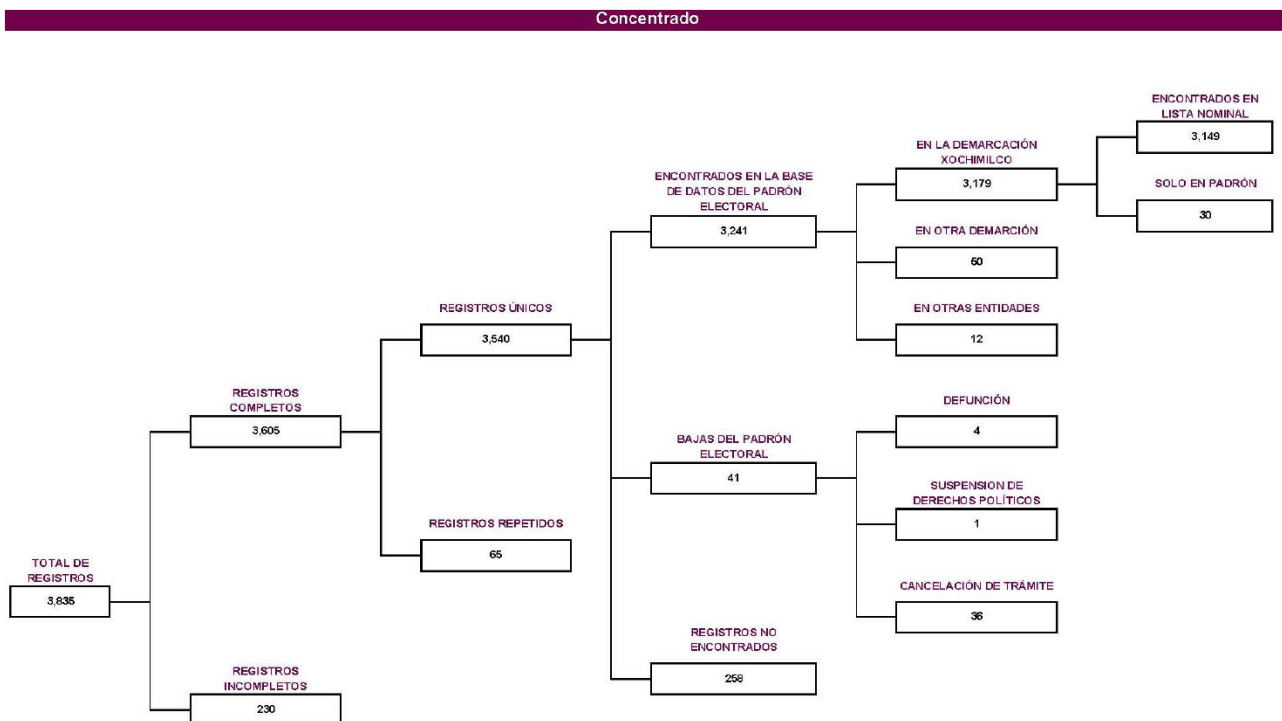 Concentrado
ENCONTRADOS EN
LISTA NOMINAL
3,149
EN LA DEMARCACIÓN
XOCHIMILCO
3,179
SOLO EN PADRÓN
30
ENCONTRADOS EN LA BASE
DE DATOS DEL PADRÓN
ELECTORAL
3,241
EN OTRA DEMARCIÓN
50
EN OTRAS ENTIDADES
12
REGISTROS ÚNICOS
3,540
REGISTROS
COMPLETOS
3,605
DEFUNCIÓN
4
BAJAS DEL PADRÓN
ELECTORAL
41
SUSPENSION DE
DERECHOS POLÍTICOS
1
REGISTROS REPETIDOS
65
CANCELACIÓN DE TRÁMITE
36
TOTAL DE
REGISTROS
3,835
REGISTROS NO
ENCONTRADOS
258
REGISTROS
INCOMPLETOS
230